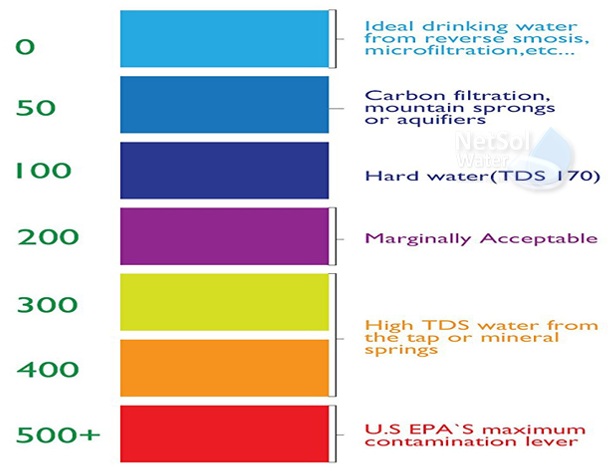 0
Ideal drinking water
from reverse smosis,
microfiltration,etc...
50
Carbon filtration,
mountain sprongs
or aquifiers
NetSol
Water
100
Hard water(TDS 170)
200
Marginally Acceptable
300
High TDS water from
the tap or mineral
springs
400
500+
U.S EPA`S maximum
contamination lever